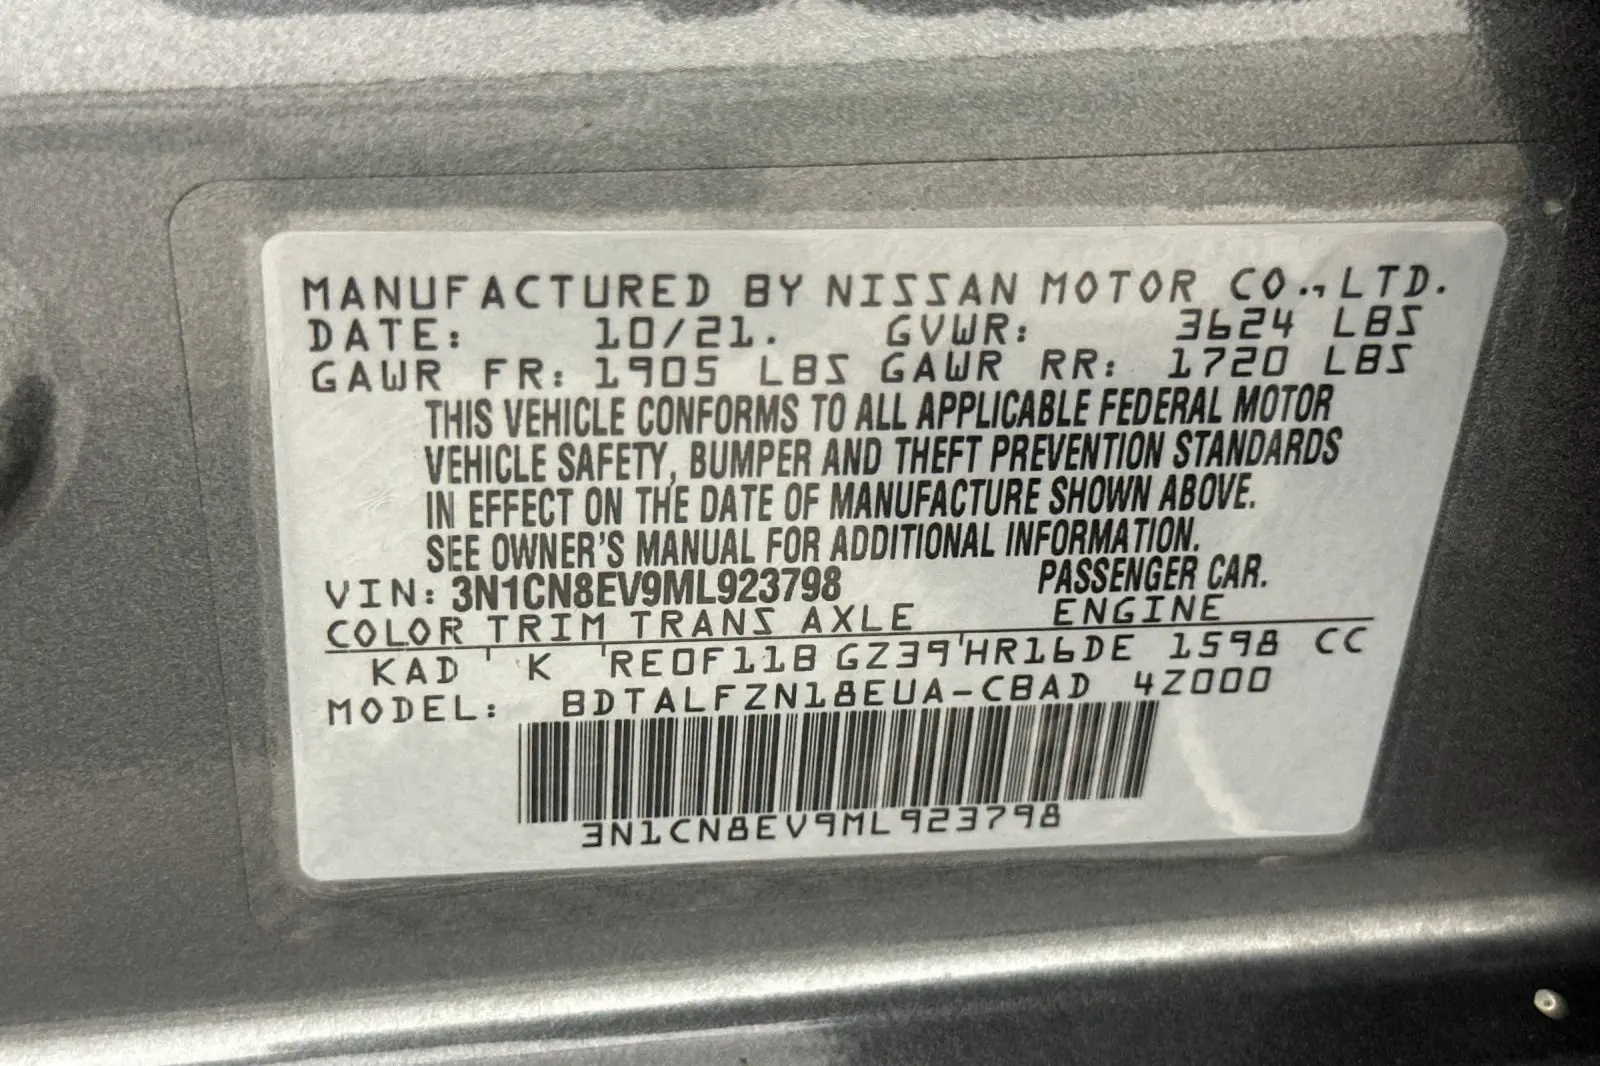 MANUFACTURED BY NISSAN MOTOR CO., LTD.
DATE: 10/21. GVWR: 3624 LBS
GAWR FR: 1905 LBS GAWR RR: 1720 LBS
THIS VEHICLE CONFORMS TO ALL APPLICABLE FEDERAL MOTOR
VEHICLE SAFETY, BUMPER AND THEFT PREVENTION STANDARDS
IN EFFECT ON THE DATE OF MANUFACTURE SHOWN ABOVE.
SEE OWNER'S MANUAL FOR ADDITIONAL INFORMATION.
VIN: 3N1CN8EV9ML923798 PASSENGER CAR.
COLOR TRIM TRANS AXLE ENGINE
KAD ' K 'RE0F11B GZ39'HR16DE 1598 CC
MODEL: BDTALFZN18EUA-CBAD 4Z000
3N1CN8EV9ML923798